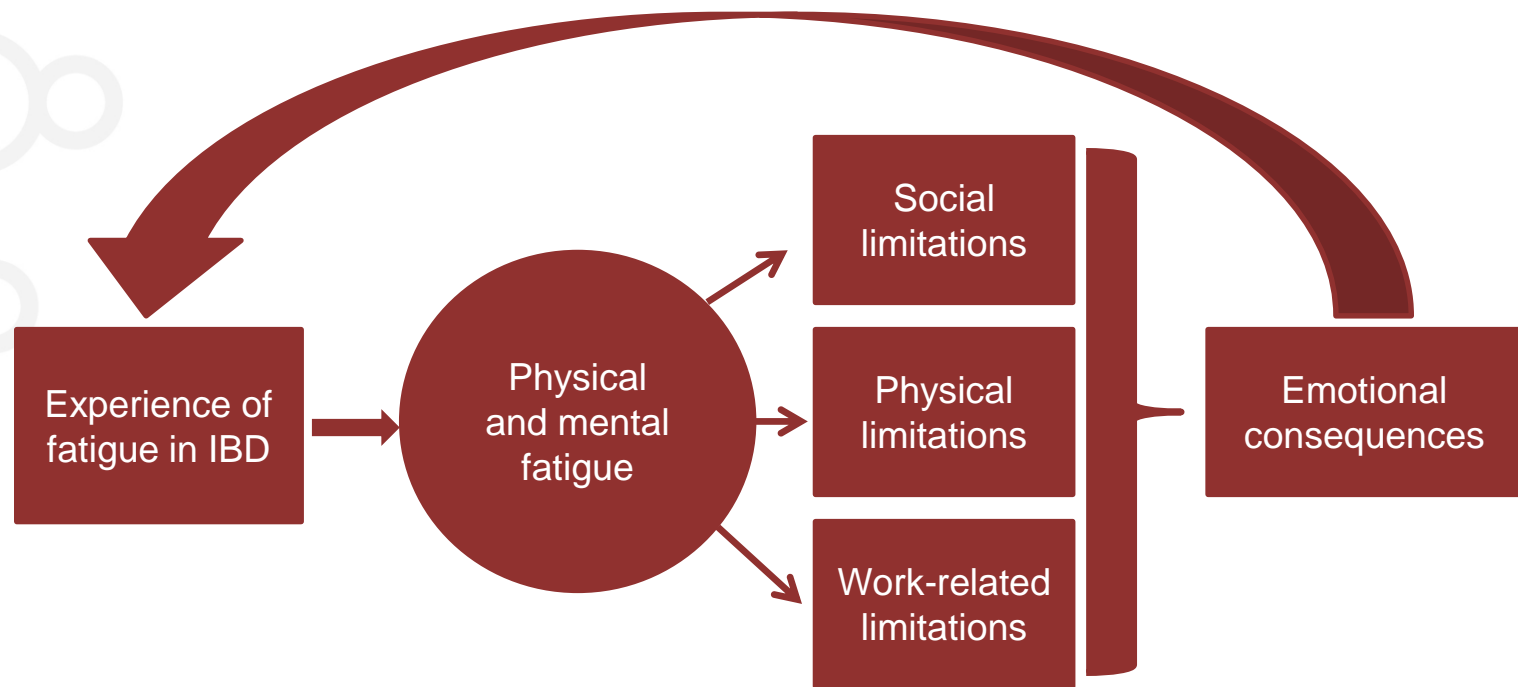 Experience of
fatigue in IBD
Physical
and mental
fatigue
Social
limitations
Physical
limitations
Work-related
limitations
Emotional
consequences